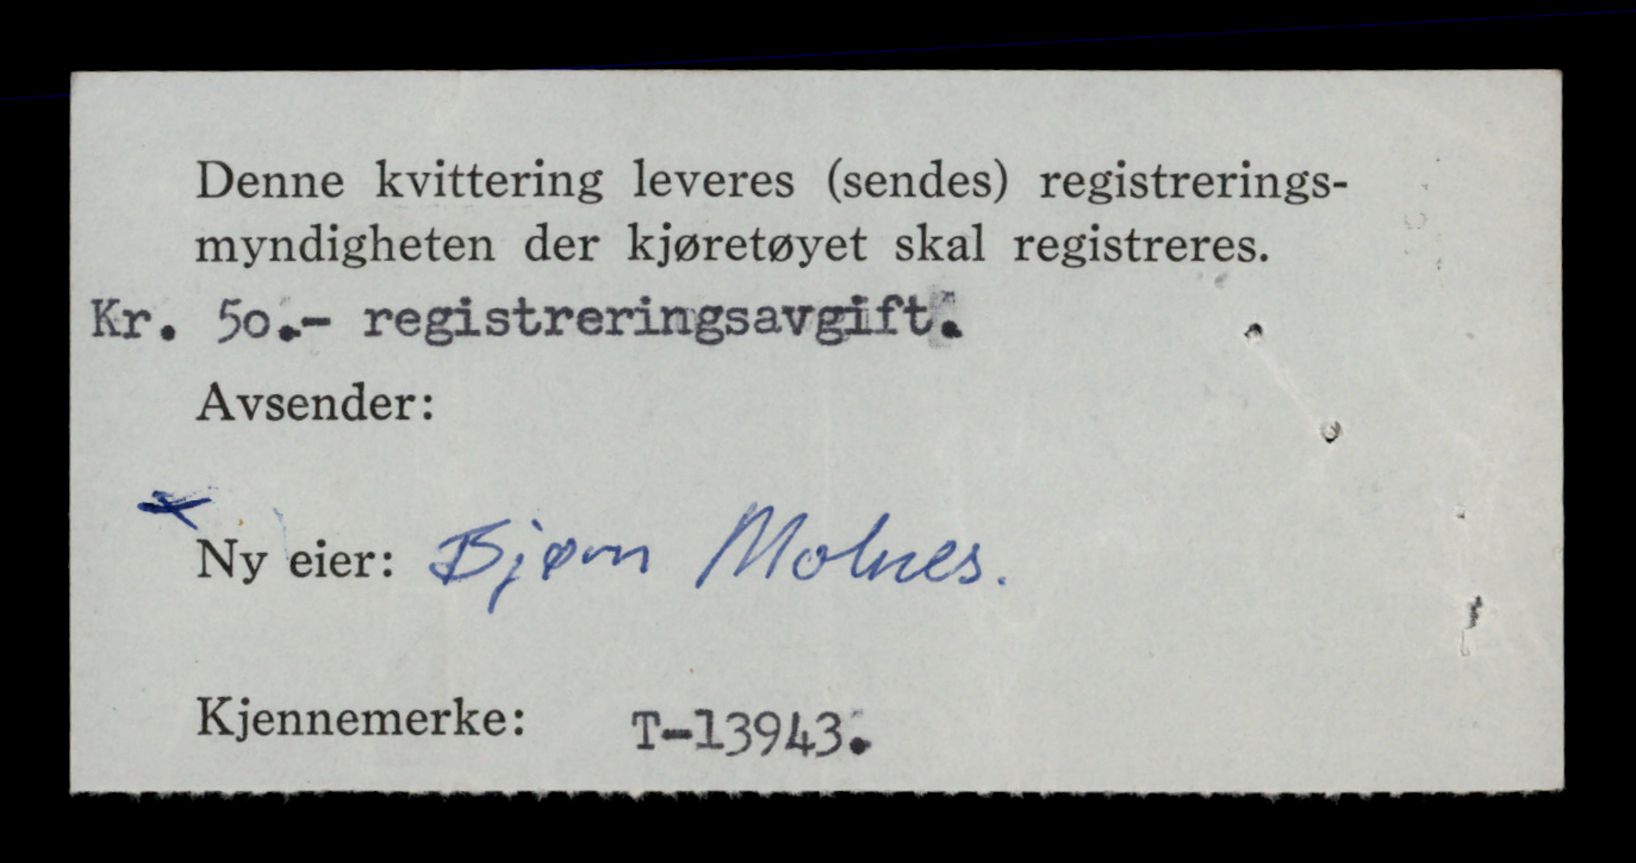 Denne kvittering leveres (sendes) registrerings-
myndigheten der kjøretøyet skal registreres.
Kr. 50.- registreringsavgift.
Avsender:
Ny eier: Bjørn Molnes.
Kjennemerke: T-13943.